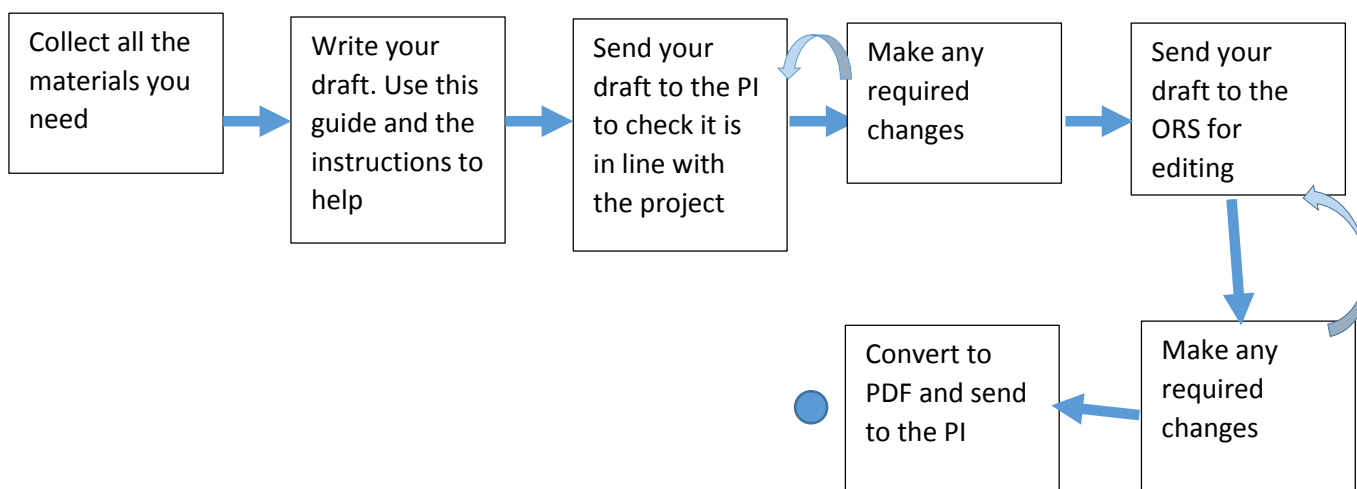 Collect all the
materials you
need
Write your
draft. Use this
guide and the
instructions to
help
Send your
draft to the PI
to check it is
in line with
the project
Make any
required
changes
Send your
draft to the
ORS for
editing
Make any
required
changes
Convert to
PDF and send
to the PI